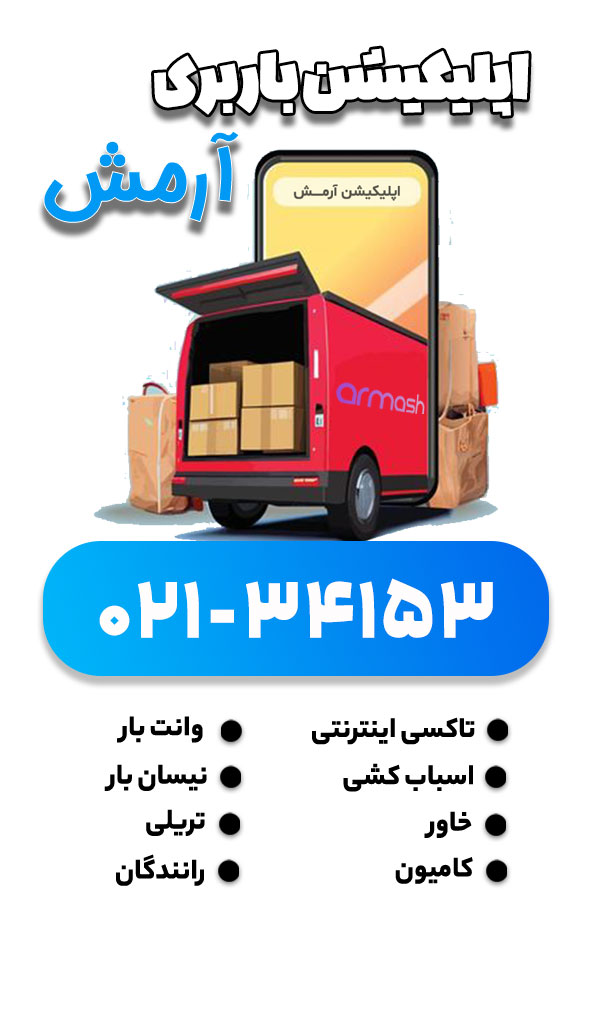 اپلیکیشن باربری
آرمش
اپلیکیشن آرمــش
armash
۰۲۱-۳۴۱۵۳
تاکسی اینترنتی
اسباب کشی
خاور
کامیون
وانت بار
نیسان بار
تریلی
رانندگان